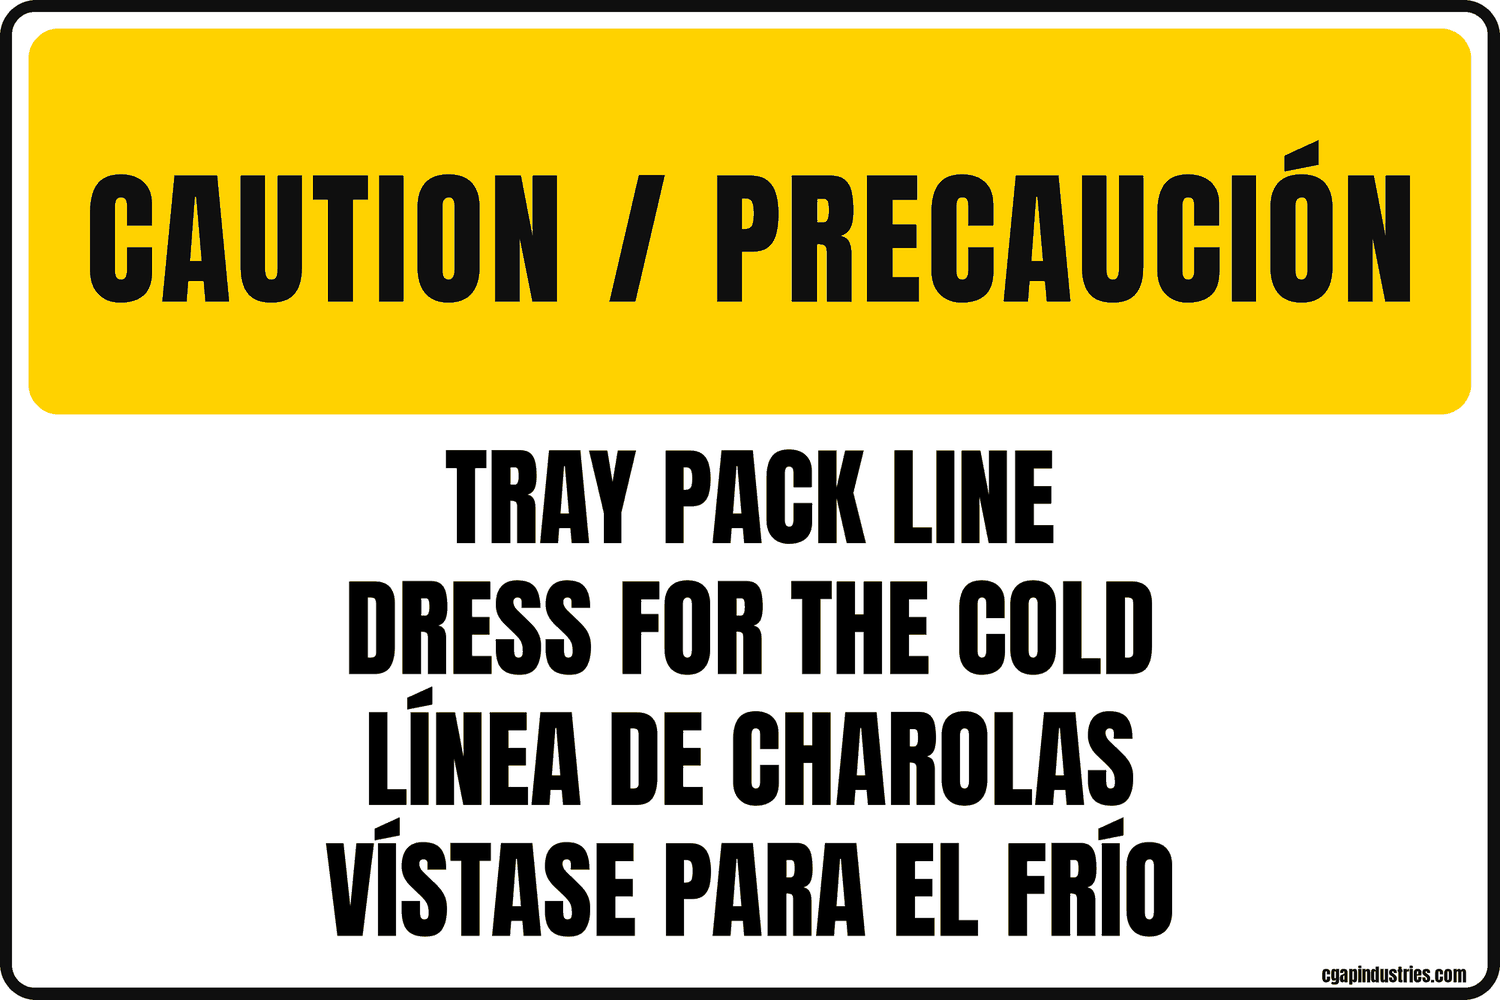 CAUTION / PRECAUCIÓN
TRAY PACK LINE
DRESS FOR THE COLD
LÍNEA DE CHAROLAS
VÍSTASE PARA EL FRÍO
cgapindustries.com